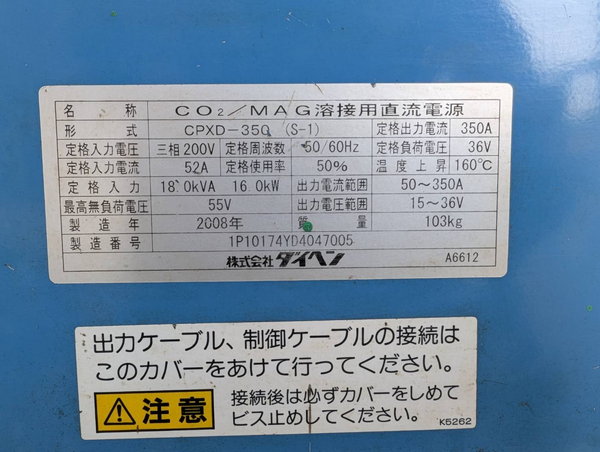 名称 CO₂/MAG溶接用直流電源
形式 CPXD-350 (S-1) 定格出力電流 350A
定格入力電圧 三相200V 定格周波数 50/60Hz 定格負荷電圧 36V
定格入力電流 52A 定格使用率 50% 温度上昇 160℃
定格入力 18.0kVA 16.0kW 出力電流範囲 50～350A
最高無負荷電圧 55V 出力電圧範囲 15～36V
製造年 2008年 質量 103kg
製造番号 1P10174YD4047005
株式会社ダイヘン A6612
出力ケーブル、制御ケーブルの接続は
このカバーをあけて行ってください。
注意 接続後は必ずカバーをしめて
ビス止めしてください。 K5262